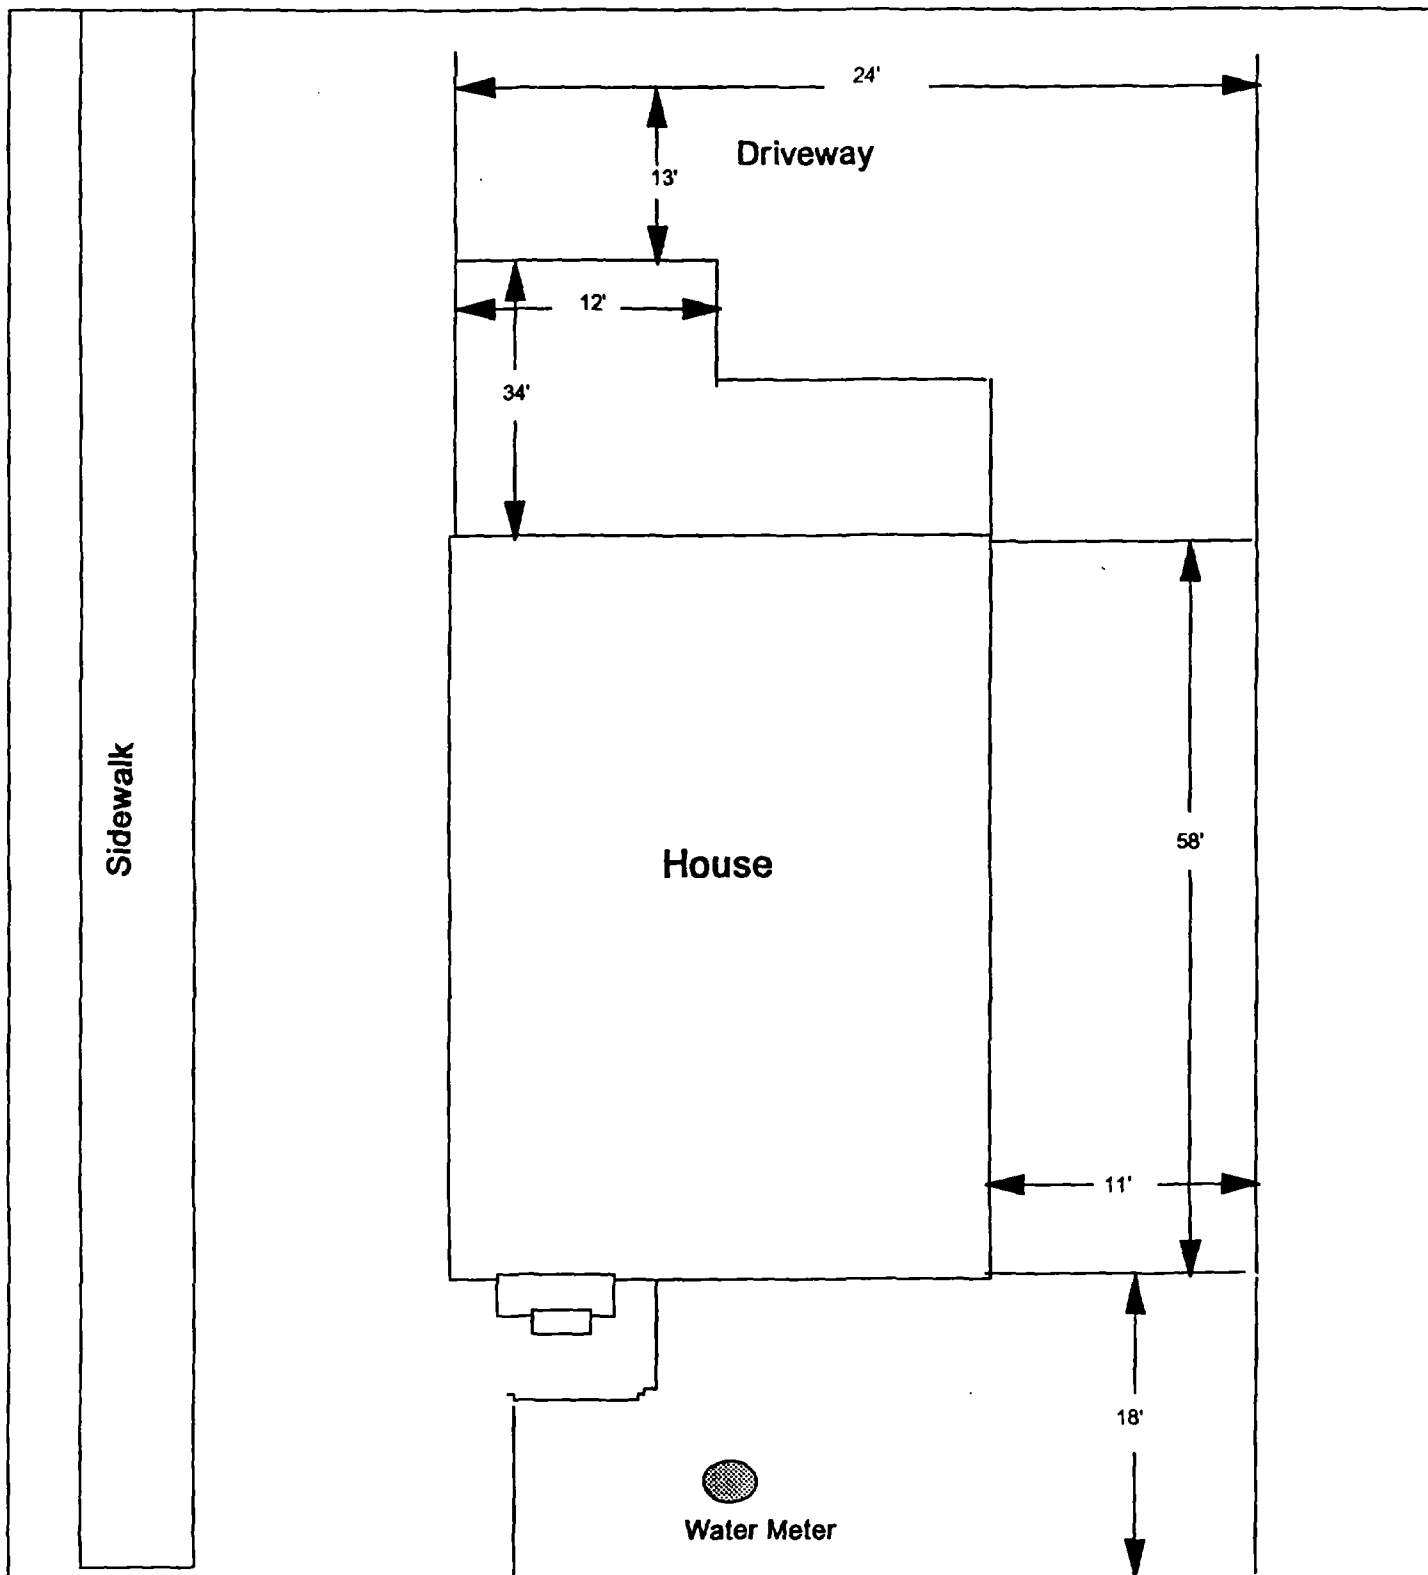 24'
Driveway
13'
12'
34'
Sidewalk
58'
House
11'
18'
Water Meter